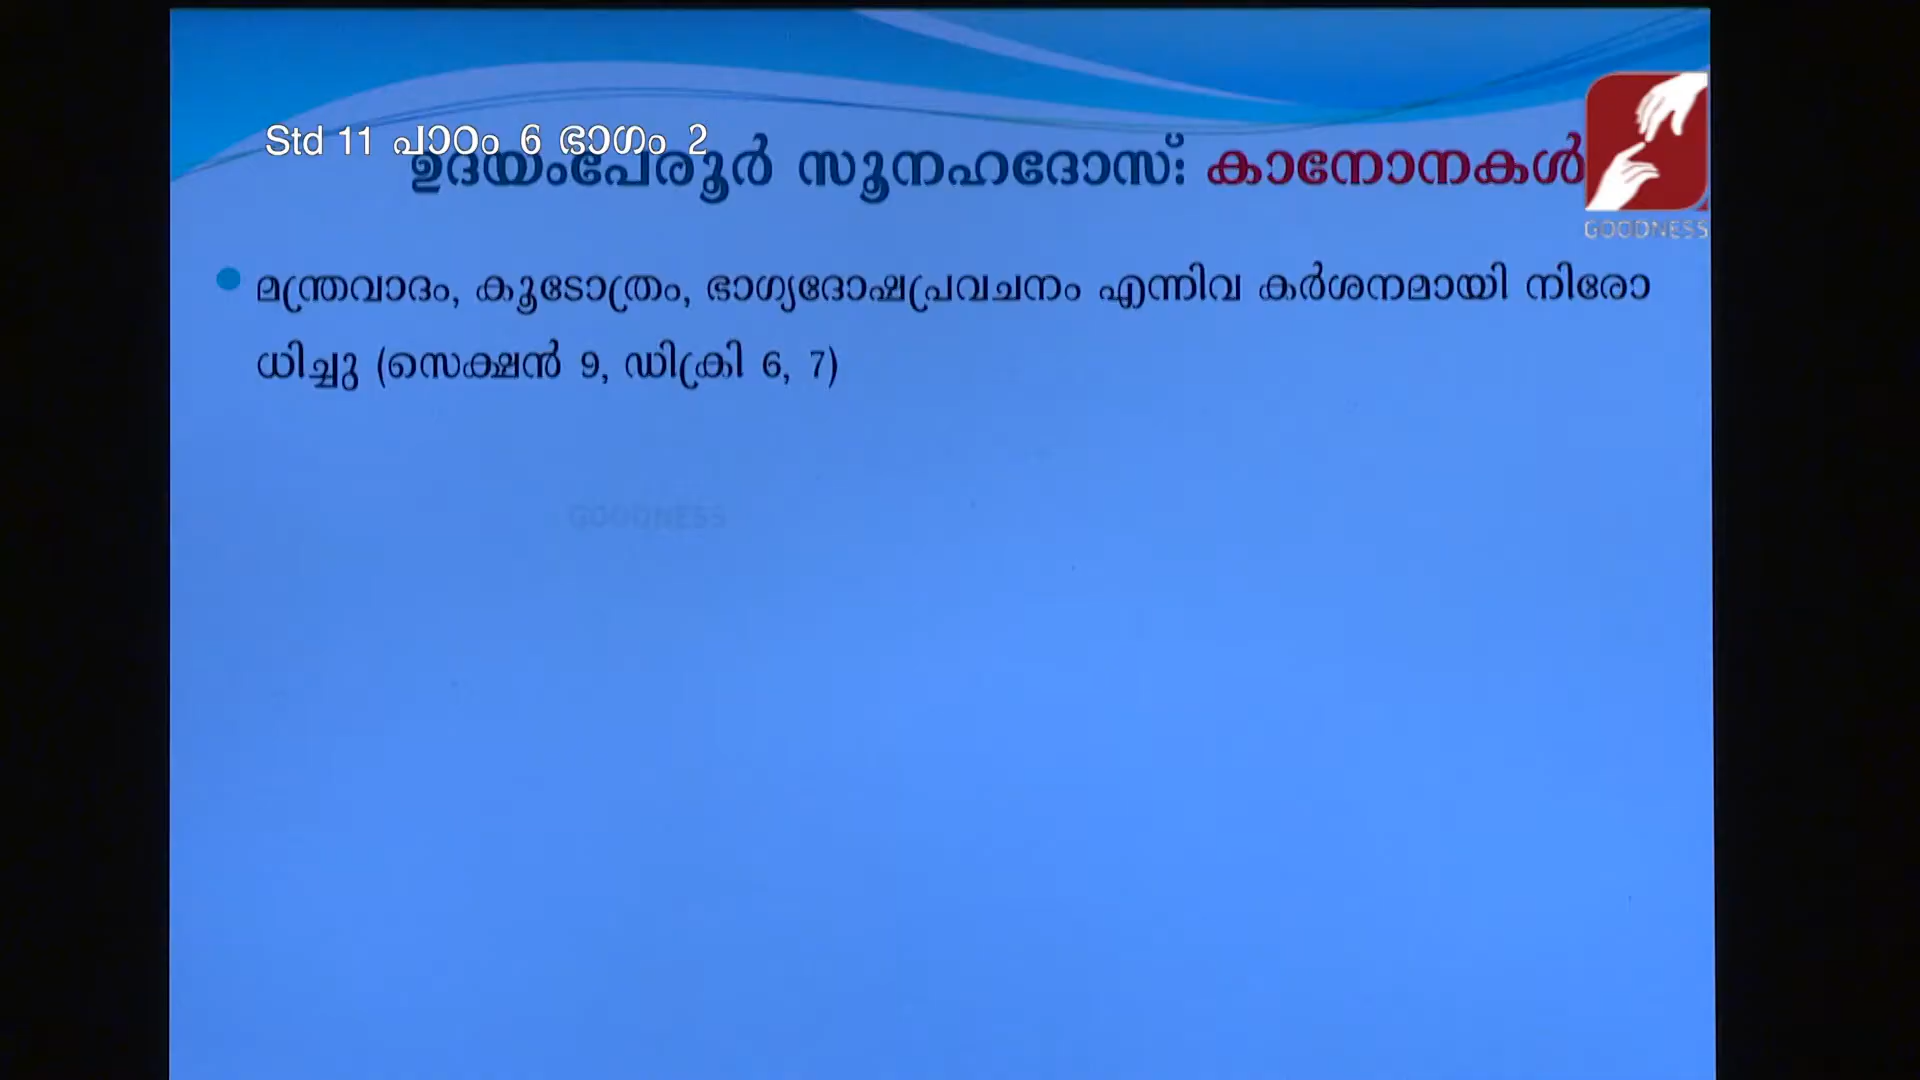 Std 11 പാഠം 6 ഭാഗം 2
ഉദയംപേരൂർ സൂനഹദോസ്: കാനോനകൾ
GOODNESS
മന്ത്രവാദം, കൂടോത്രം, ഭാഗ്യദോഷപ്രവചനം എന്നിവ കർശനമായി നിരോ
ധിച്ചു (സെക്ഷൻ 9, ഡിക്രി 6, 7)
GOODNESS